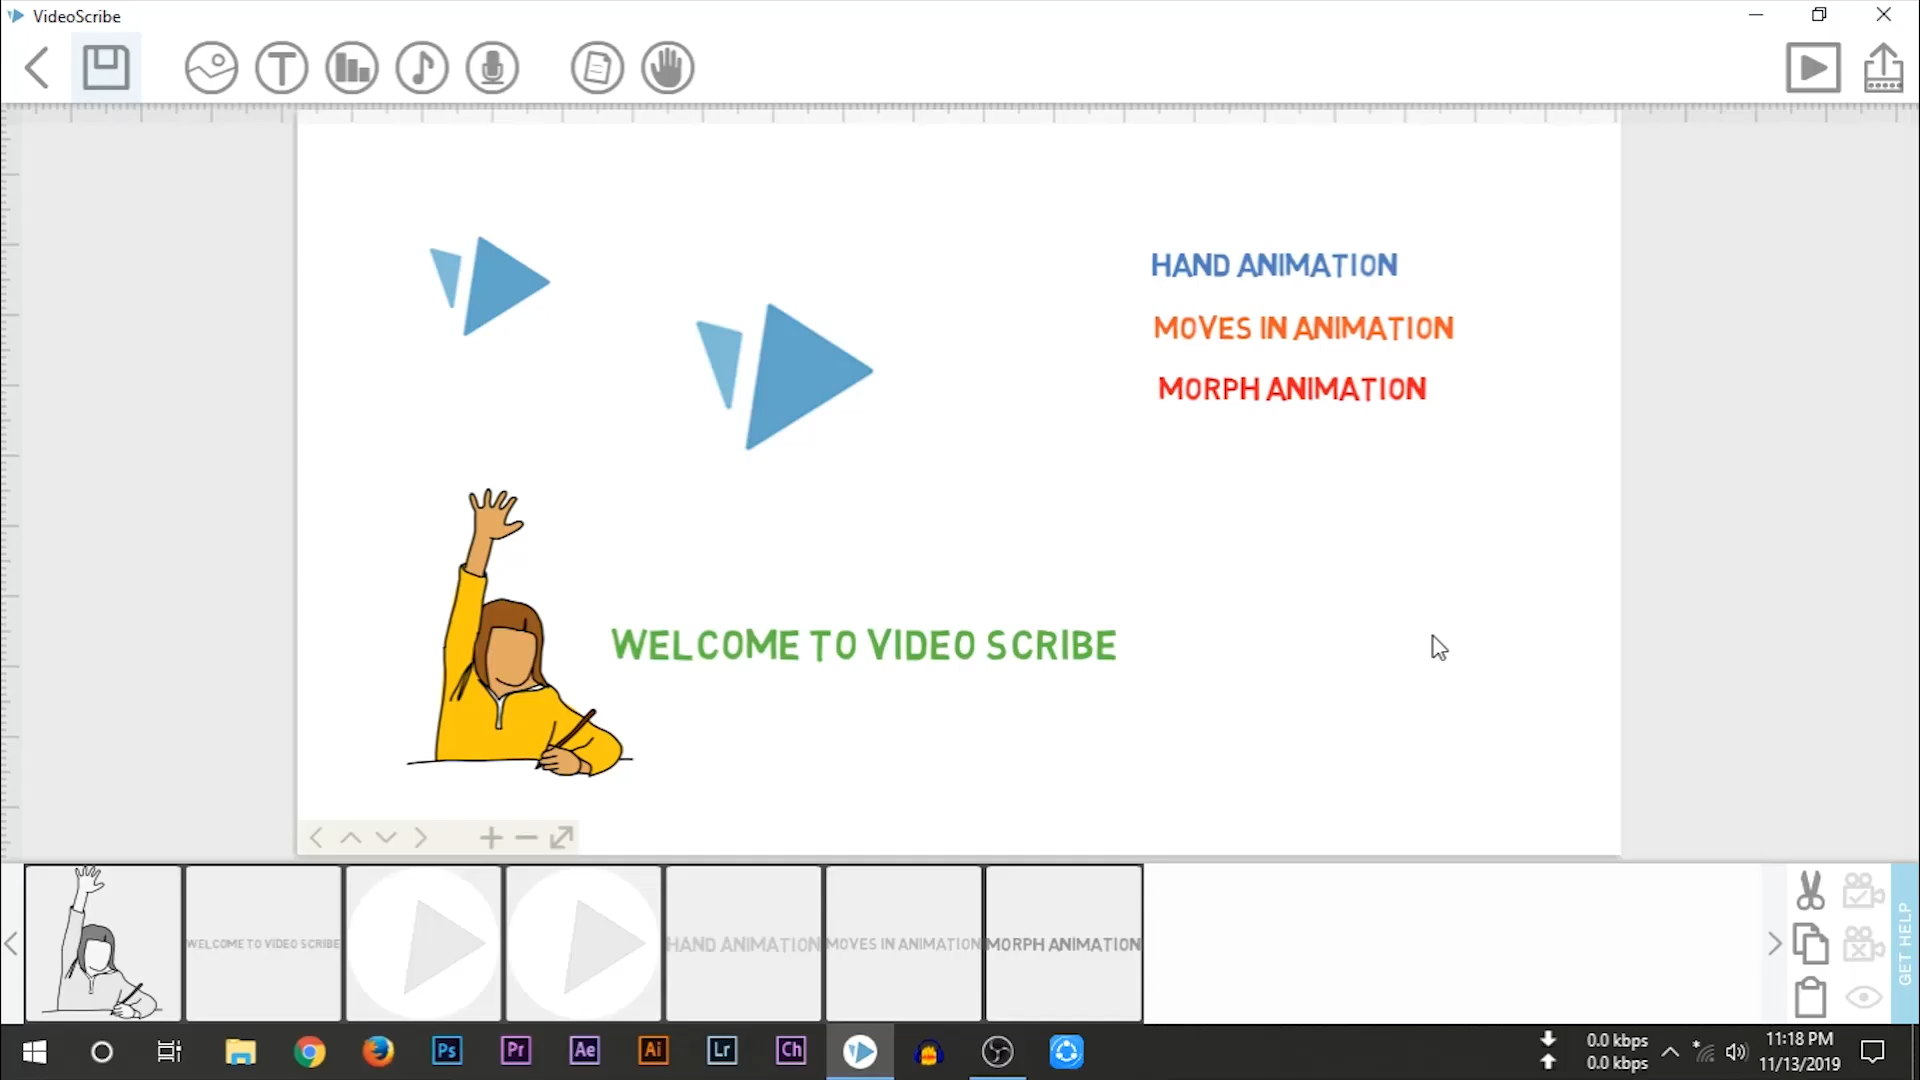 VideoScribe
T
HAND ANIMATION
MOVES IN ANIMATION
MORPH ANIMATION
WELCOME TO VIDEO SCRIBE
WELCOME TO VIDEO SCRIBE
HAND ANIMATION
MOVES IN ANIMATION
MORPH ANIMATION
GET HELP
Ps
Pr
Ae
Ai
Lr
Ch
0.0 kbps
0.0 kbps
11:18 PM
11/13/2019